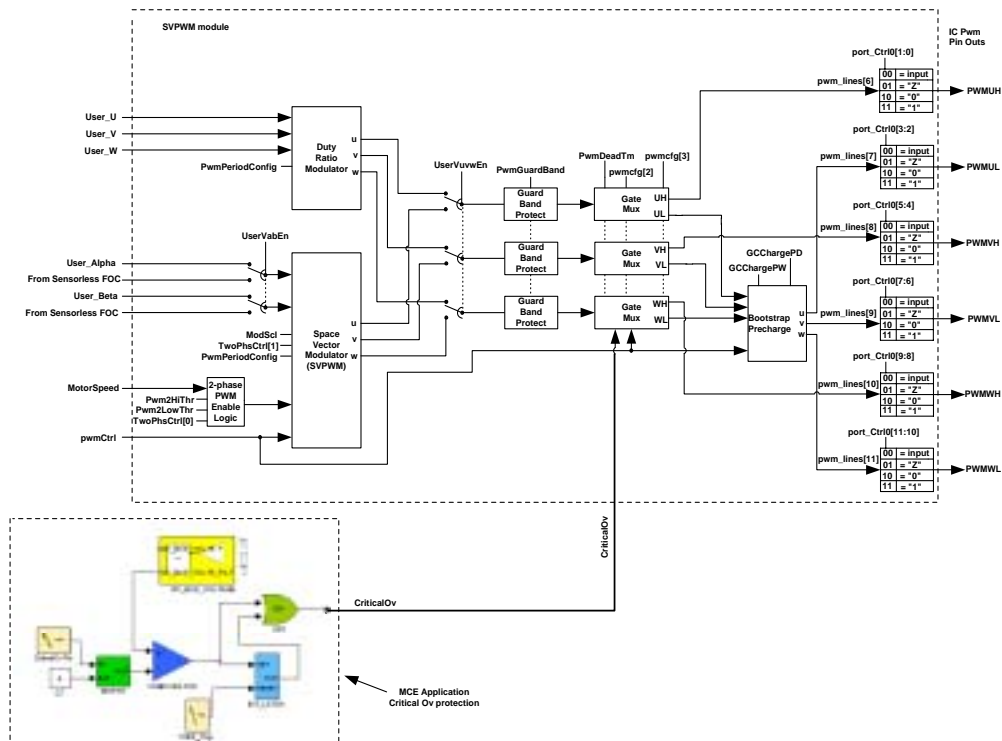 SVPWM module
IC Pwm
Pin Outs
port_Ctrl0[1:0]
00 = input
01 = "Z"
10 = "0"
11 = "1"
pwm_lines[6]
PWMUH
User_U
User_V
User_W
PwmPeriodConfig
Duty
Ratio
Modulator
u
v
w
UserVuvwEn
PwmGuardBand
Guard
Band
Protect
PwmDeadTm
pwmcfg[2]
pwmcfg[3]
Gate
Mux
UH
UL
port_Ctrl0[3:2]
00 = input
01 = "Z"
10 = "0"
11 = "1"
pwm_lines[7]
PWMUL
port_Ctrl0[5:4]
00 = input
01 = "Z"
10 = "0"
11 = "1"
pwm_lines[8]
PWMVH
UserVabEn
User_Alpha
From Sensorless FOC
User_Beta
From Sensorless FOC
Guard
Band
Protect
Gate
Mux
VH
VL
GCChargePD
GCChargePW
Bootstrap
Precharge
u
v
w
port_Ctrl0[7:6]
00 = input
01 = "Z"
10 = "0"
11 = "1"
pwm_lines[9]
PWMVL
Guard
Band
Protect
Gate
Mux
WH
WL
ModScl
TwoPhsCtrl[1]
PwmPeriodConfig
Space
Vector
Modulator
(SVPWM)
u
v
w
MotorSpeed
Pwm2HiThr
Pwm2LowThr
TwoPhsCtrl[0]
2-phase
PWM
Enable
Logic
pwmCtrl
port_Ctrl0[9:8]
00 = input
01 = "Z"
10 = "0"
11 = "1"
pwm_lines[10]
PWMWH
port_Ctrl0[11:10]
00 = input
01 = "Z"
10 = "0"
11 = "1"
pwm_lines[11]
PWMWL
CriticalOv
CriticalOv
MCE Application
Critical Ov protection